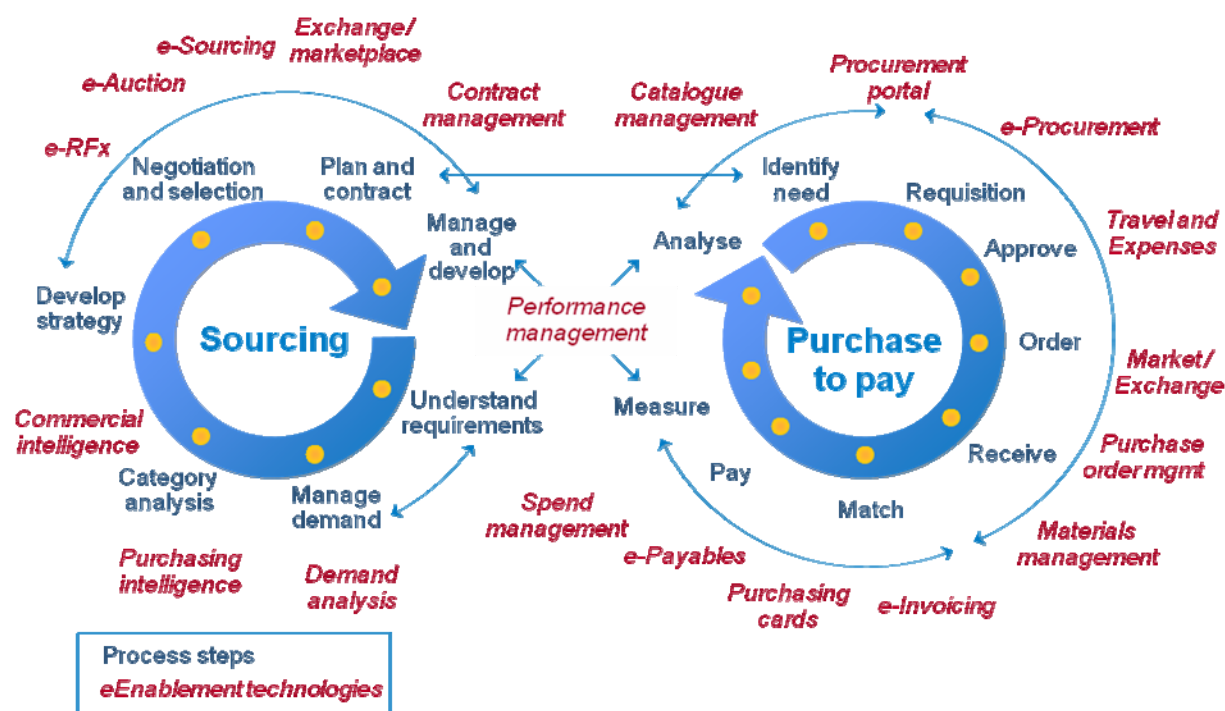 e-Sourcing
Exchange/
marketplace
e-Auction
e-RFx
Contract
management
Catalogue
management
Procurement
portal
e-Procurement
Negotiation
and selection
Plan and
contract
Identify
need
Requisition
Manage
and
develop
Analyse
Approve
Travel and
Expenses
Develop
strategy
Sourcing
Performance
management
Purchase
to pay
Order
Market/
Exchange
Understand
requirements
Measure
Commercial
intelligence
Category
analysis
Manage
demand
Pay
Match
Receive
Purchase
order mgmt
Spend
management
e-Payables
Materials
management
Purchasing
intelligence
Demand
analysis
Purchasing
cards
e-Invoicing
Process steps
eEnablement technologies